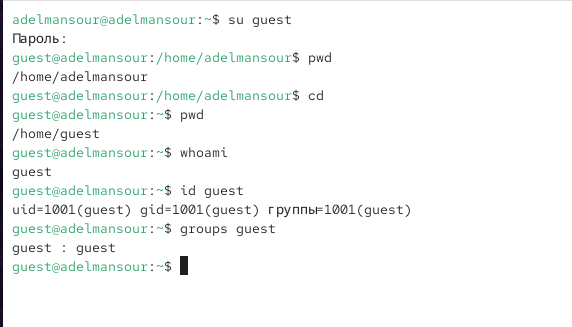 adelmansour@adelmansour:~$ su guest
Пароль:
guest@adelmansour:/home/adelmansour$ pwd
/home/adelmansour
guest@adelmansour:/home/adelmansour$ cd
guest@adelmansour:~$ pwd
/home/guest
guest@adelmansour:~$ whoami
guest
guest@adelmansour:~$ id guest
uid=1001(guest) gid=1001(guest) группы=1001(guest)
guest@adelmansour:~$ groups guest
guest : guest
guest@adelmansour:~$